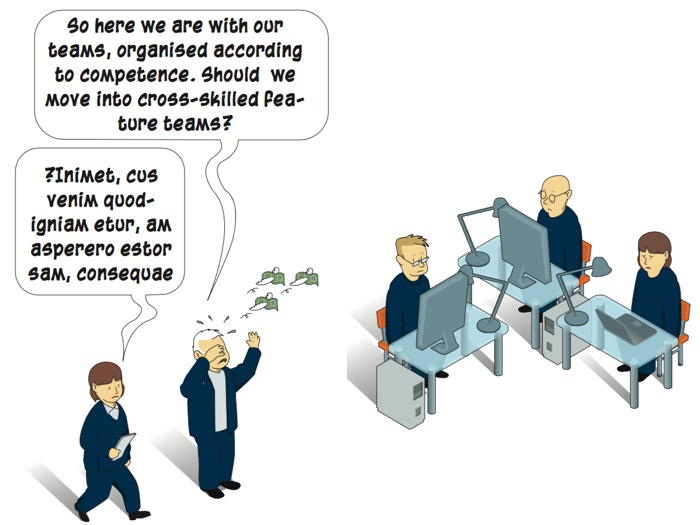 So here we are with our
teams, organised according
to competence. Should we
move into cross-skilled fea-
ture teams?
?Inimet, cus
venim quod-
igniam etur, am
asperero estor
sam, consequae